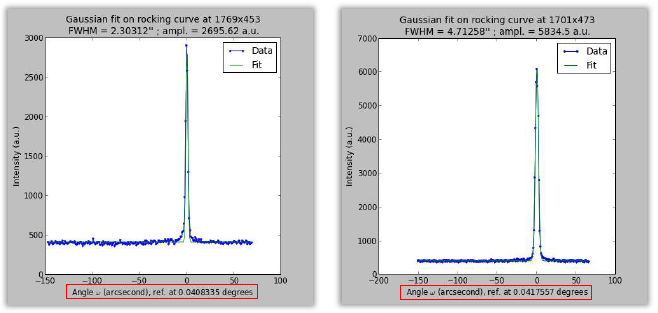 Gaussian fit on rocking curve at 1769x453
FWHM = 2.30312" ; ampl. = 2695.62 a.u.
3000
2500
2000
1500
1000
500
0
Intensity (a.u.)
Data
Fit
−150
−100
−50
0
50
100
Angle ω (arcsecond), ref. at 0.0408335 degrees
Gaussian fit on rocking curve at 1701x473
FWHM = 4.71258" ; ampl. = 5834.5 a.u.
7000
6000
5000
4000
3000
2000
1000
0
Intensity (a.u.)
Data
Fit
−200
−150
−100
−50
0
50
100
Angle ω (arcsecond), ref. at 0.0417557 degrees